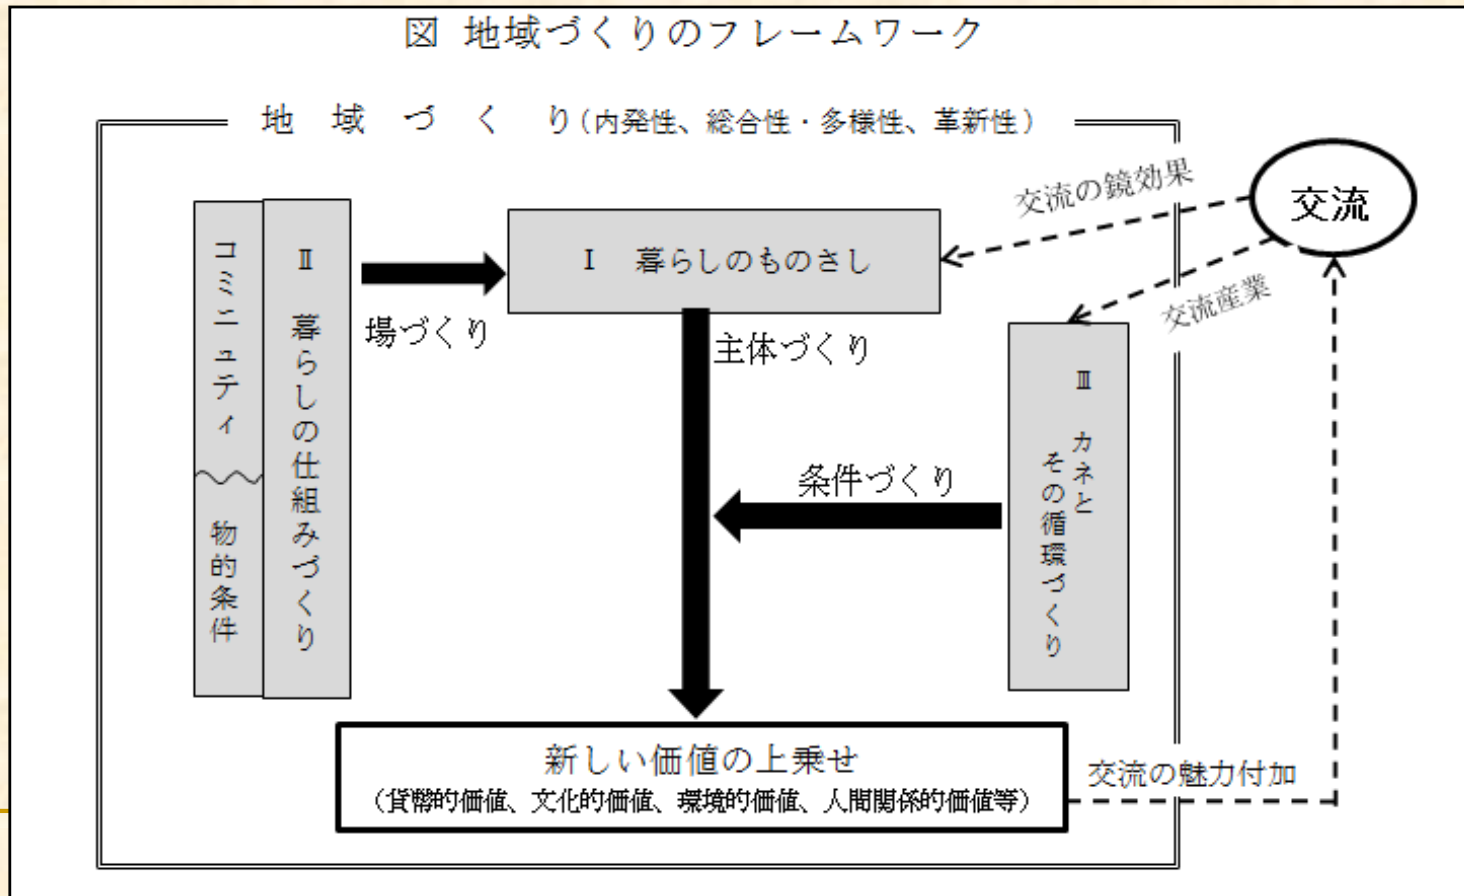 図 地域づくりのフレームワーク
地域づくり(内発性、総合性・多様性、革新性)
交流の鏡効果
交流
コミニュティ
Ⅱ 暮らしの仕組みづくり
Ⅰ 暮らしのものさし
交流産業
場づくり
主体づくり
Ⅲ カネと
その循環づくり
条件づくり
物的条件
新しい価値の上乗せ
(貨幣的価値、文化的価値、環境的価値、人間関係的価値等)
交流の魅力付加